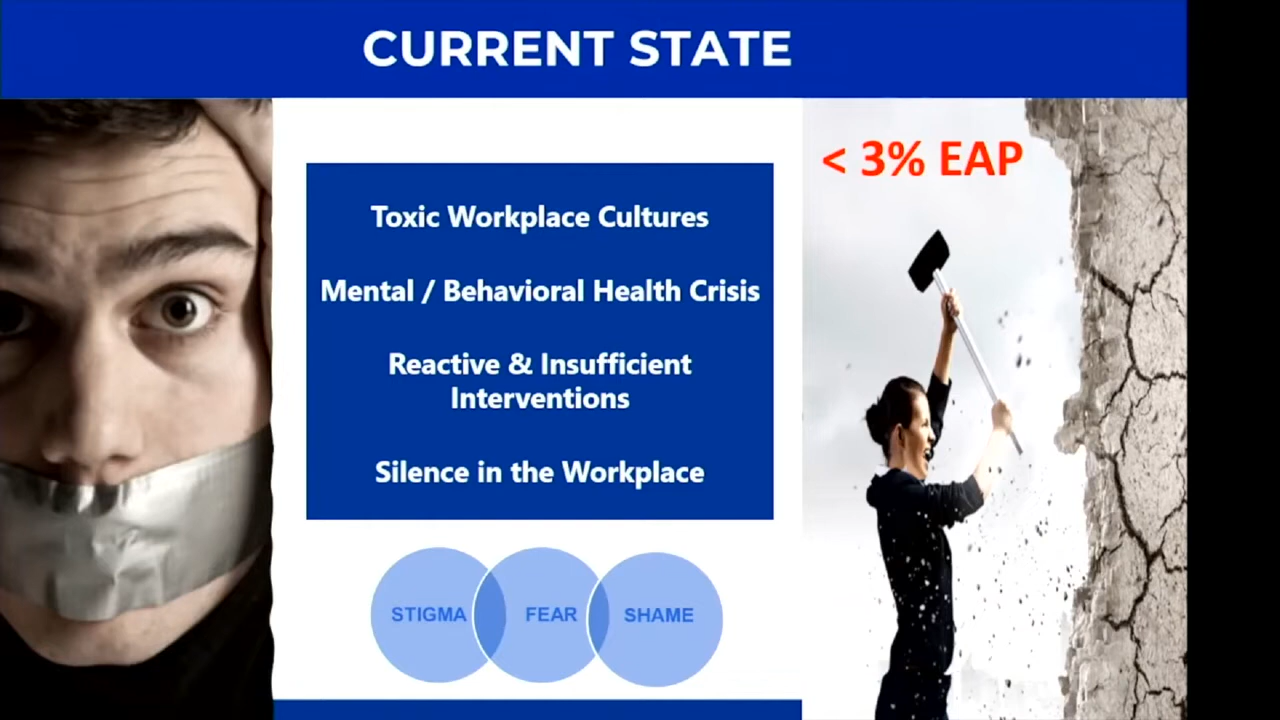 CURRENT STATE
< 3% EAP
Toxic Workplace Cultures
Mental / Behavioral Health Crisis
Reactive & Insufficient
Interventions
Silence in the Workplace
STIGMA
FEAR
SHAME